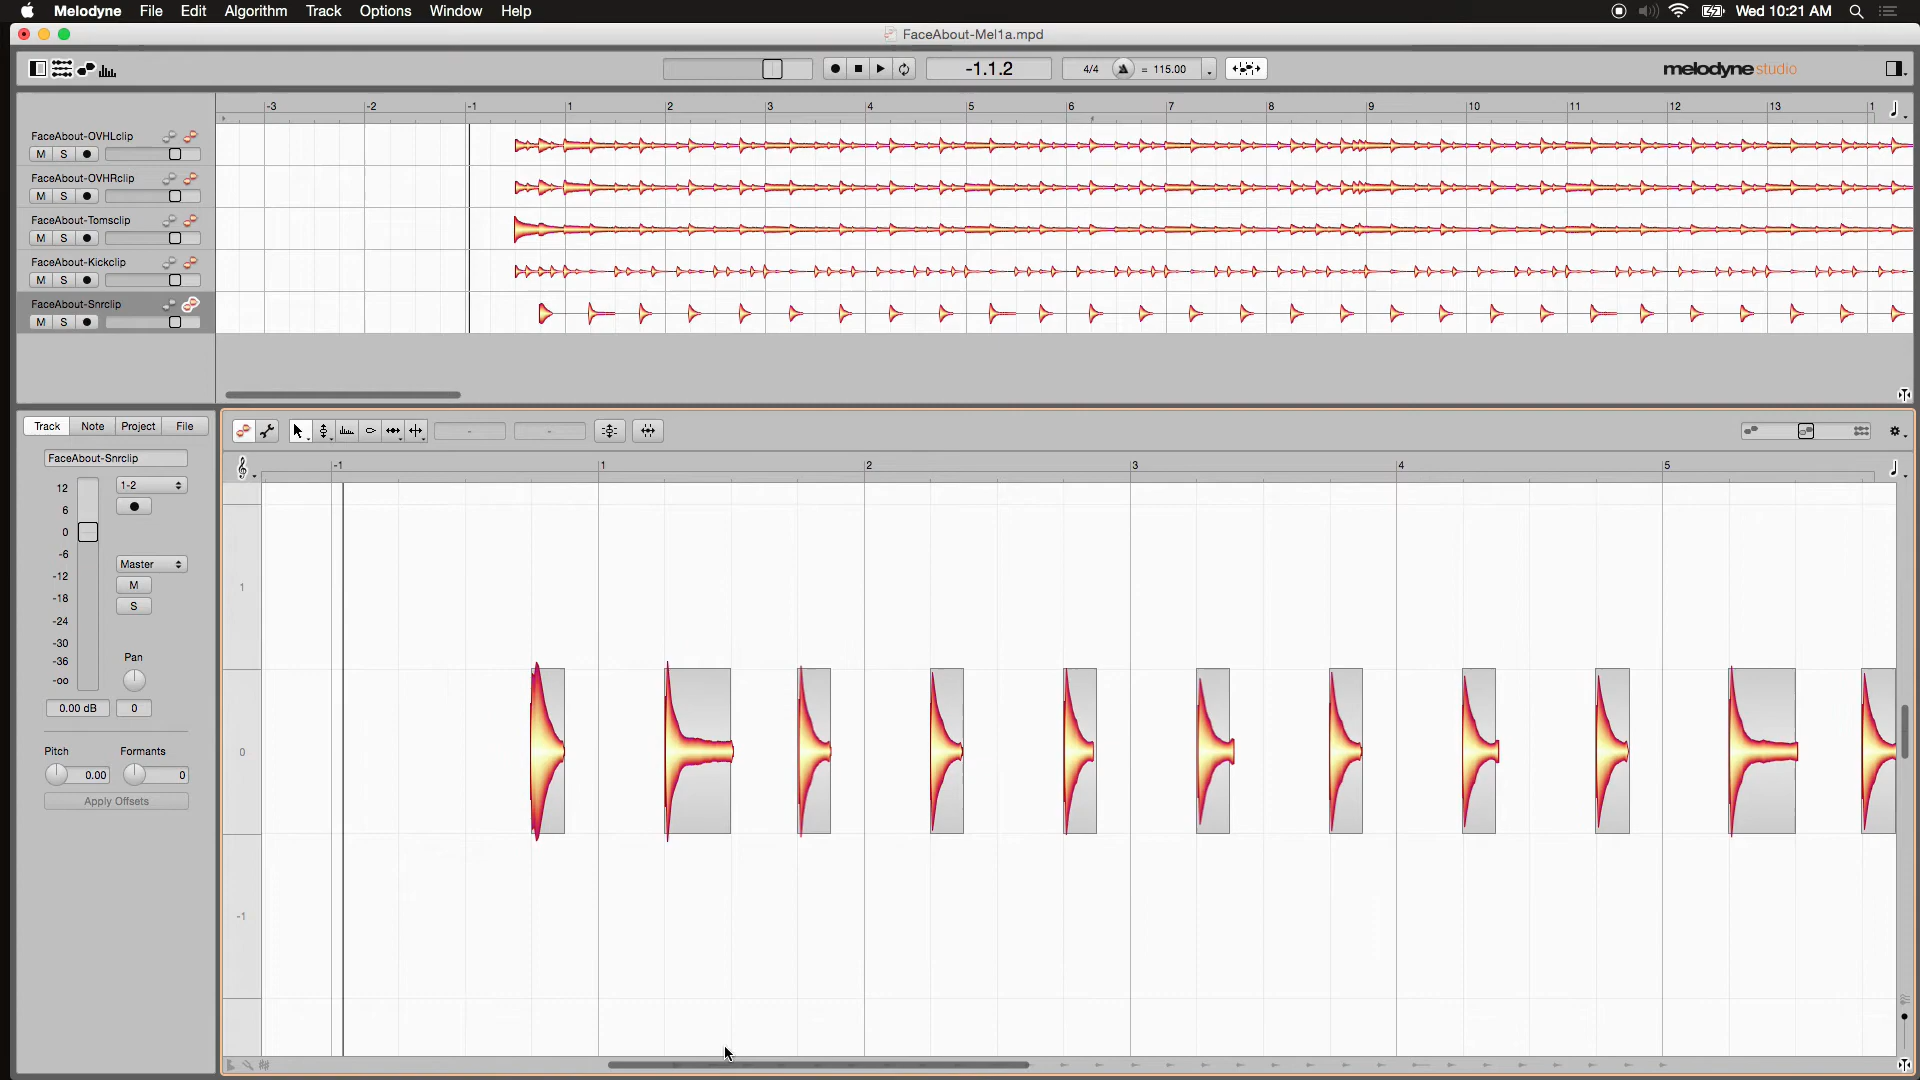 Melodyne File Edit Algorithm Track Options Window Help Wed 10:21 AM
FaceAbout-Mel1a.mpd
-1.1.2 4/4 = 115.00 melodyne studio
-3 -2 -1 1 2 3 4 5 6 7 8 9 10 11 12 13 1
FaceAbout-OVHLclip
M S
FaceAbout-OVHRclip
M S
FaceAbout-Tomsclip
M S
FaceAbout-Kickclip
M S
FaceAbout-Snrclip
M S
Track Note Project File - -
FaceAbout-Snrclip
-1 1 2 3 4 5
12 1-2
6
0
-6
Master
-12
M
-18
S
-24
-30
-36
Pan
-oo
0.00 dB 0
Pitch Formants
0.00 0
Apply Offsets
1
0
-1